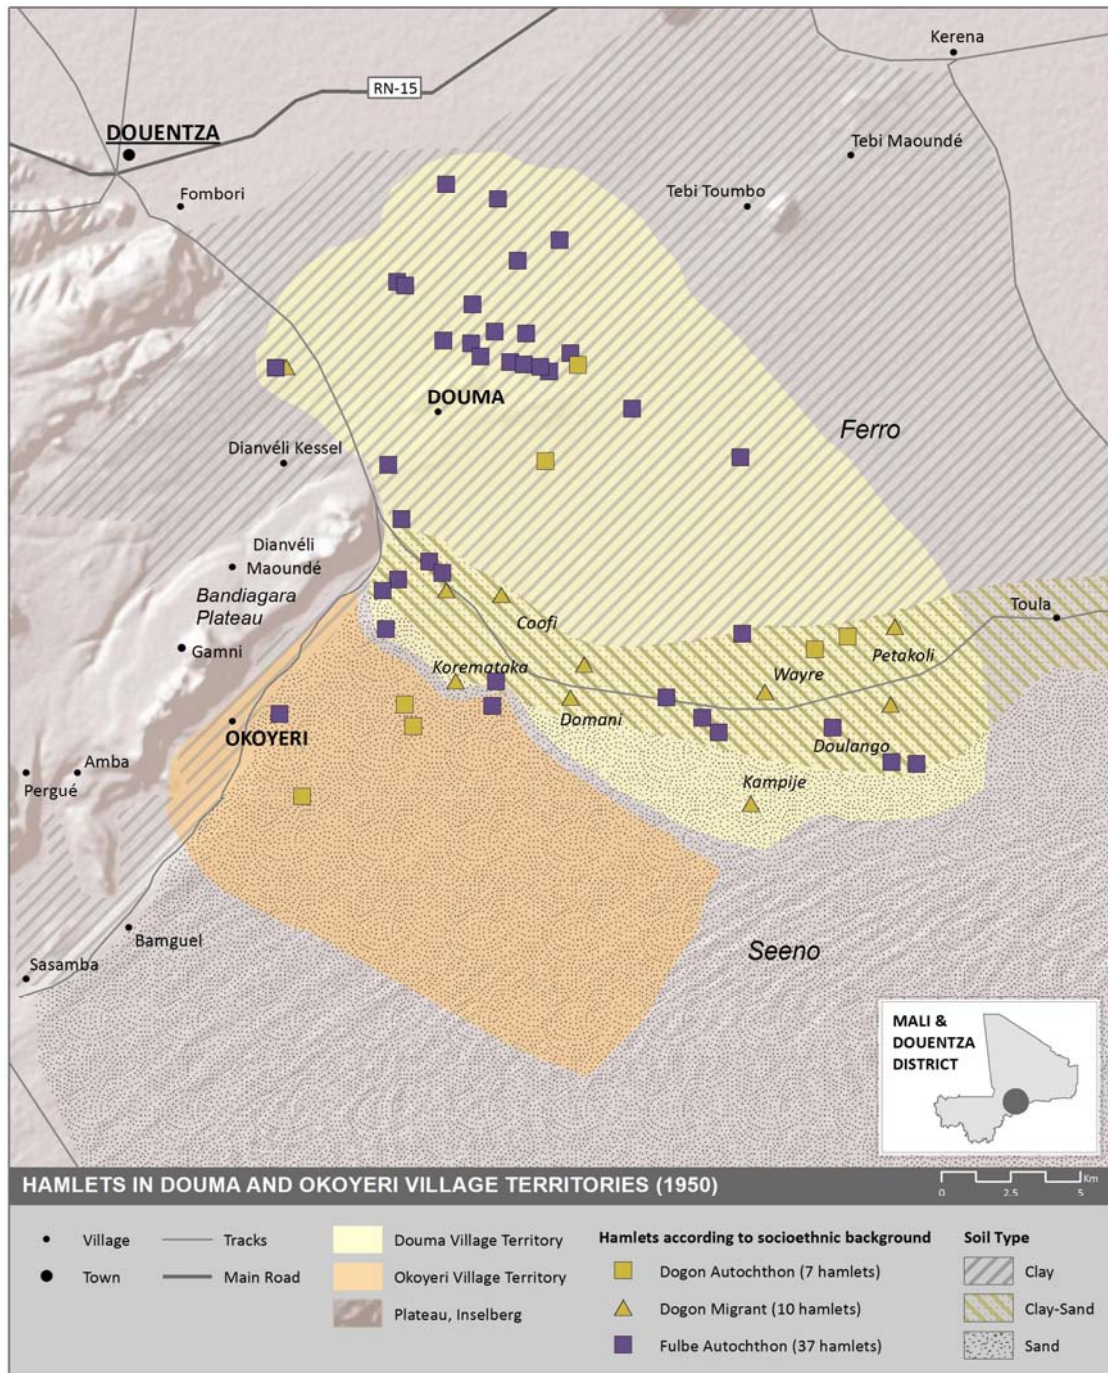 Kerena
RN-15
DOUENTZA
Tebi Maoundé
Fombori
Tebi Toumbo
DOUMA
Ferro
Dianvéli Kessel
Dianvéli
Maoundé
Bandiagara
Plateau
Toula
Coofi
Petakoli
Gamni
Koremataka
Wayre
Domani
OKOYERI
Doulango
Amba
Pergué
Kampije
Bamguel
Seeno
Sasamba
MALI &
DOUENTZA
DISTRICT
HAMLETS IN DOUMA AND OKOYERI VILLAGE TERRITORIES (1950)
Km
0 2.5 5
Village
Tracks
Douma Village Territory
Hamlets according to socioethnic background
Soil Type
Town
Main Road
Okoyeri Village Territory
Dogon Autochthon (7 hamlets)
Clay
Plateau, Inselberg
Dogon Migrant (10 hamlets)
Clay-Sand
Fulbe Autochthon (37 hamlets)
Sand